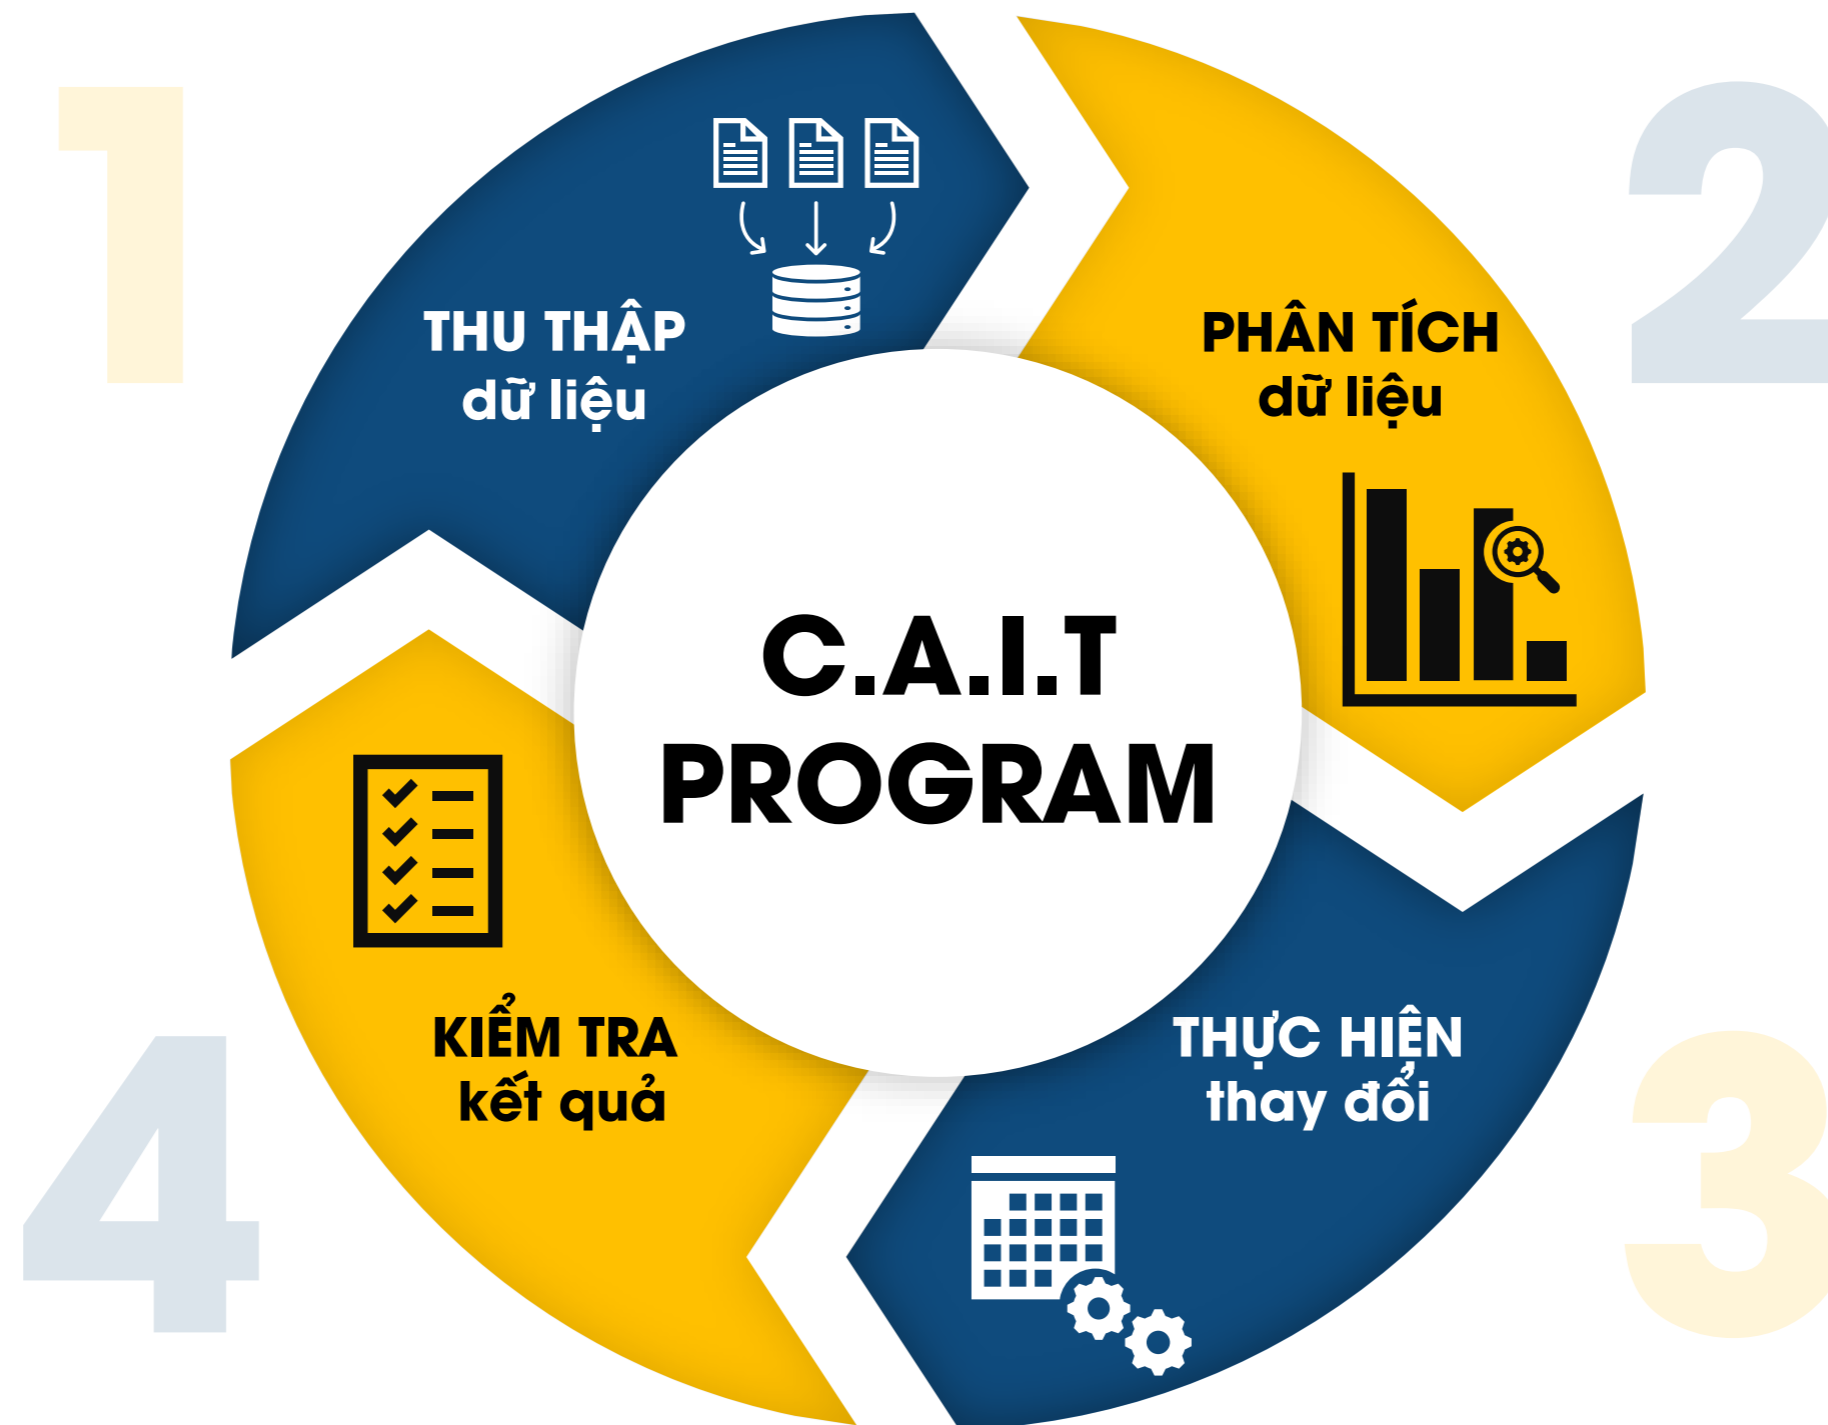 1
THU THẬP
dữ liệu
2
PHÂN TÍCH
dữ liệu
C.A.I.T
PROGRAM
3
THỰC HIỆN
thay đổi
4
KIỂM TRA
kết quả